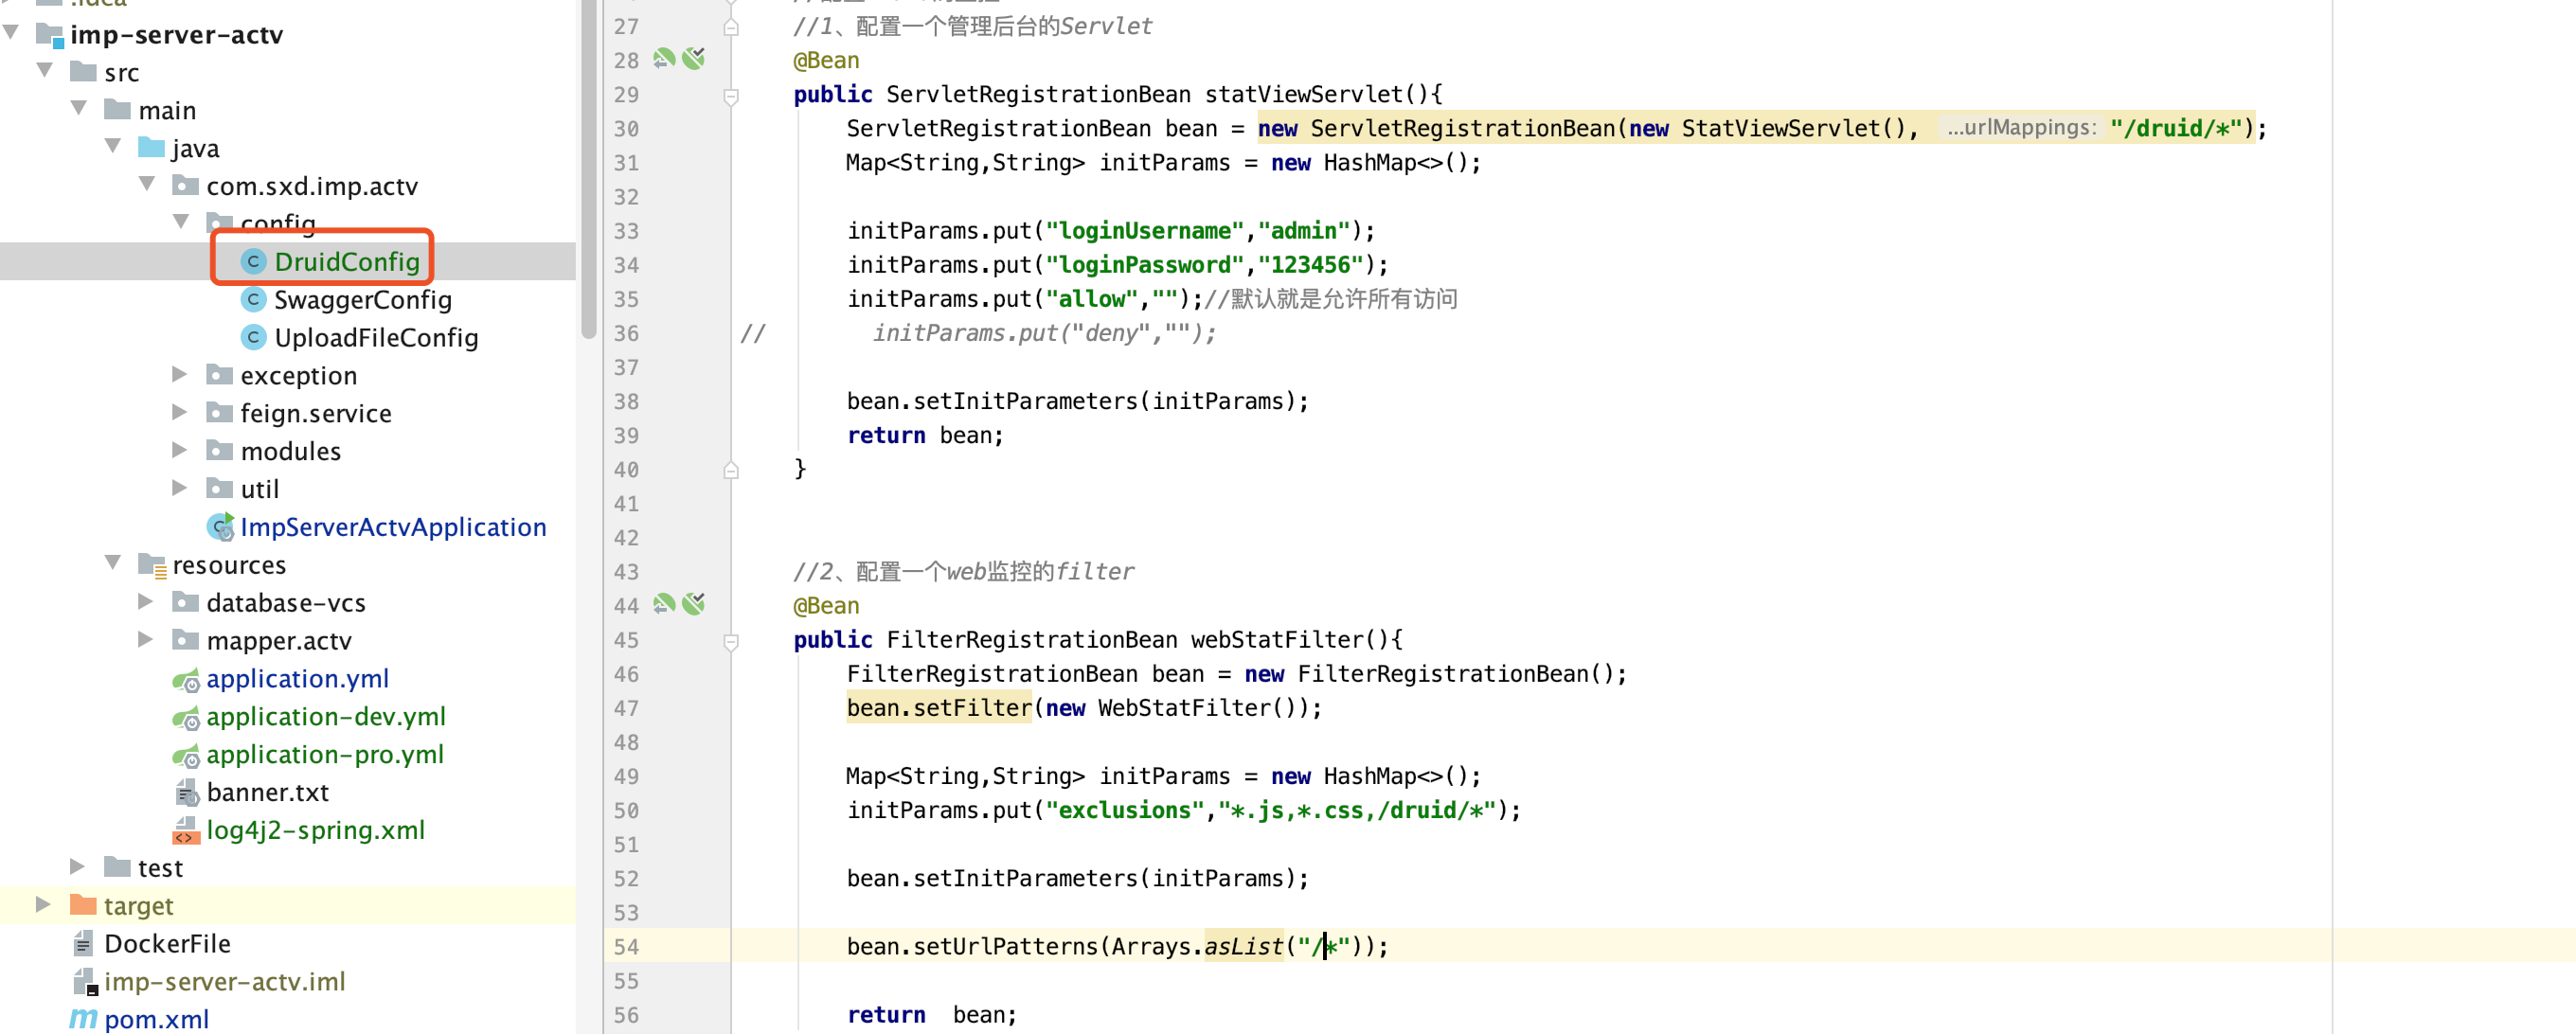 .idea
imp-server-actv
src
main
java
com.sxd.imp.actv
config
DruidConfig
SwaggerConfig
UploadFileConfig
exception
feign.service
modules
util
ImpServerActvApplication
resources
database-vcs
mapper.actv
application.yml
application-dev.yml
application-pro.yml
banner.txt
log4j2-spring.xml
test
target
DockerFile
imp-server-actv.iml
pom.xml
27 //1、配置一个管理后台的Servlet
28 @Bean
29 public ServletRegistrationBean statViewServlet(){
30 ServletRegistrationBean bean = new ServletRegistrationBean(new StatViewServlet(), ...urlMappings: "/druid/*");
31 Map<String,String> initParams = new HashMap<>();
32
33 initParams.put("loginUsername","admin");
34 initParams.put("loginPassword","123456");
35 initParams.put("allow","");//默认就是允许所有访问
36 // initParams.put("deny","");
37
38 bean.setInitParameters(initParams);
39 return bean;
40 }
41
42
43 //2、配置一个web监控的filter
44 @Bean
45 public FilterRegistrationBean webStatFilter(){
46 FilterRegistrationBean bean = new FilterRegistrationBean();
47 bean.setFilter(new WebStatFilter());
48
49 Map<String,String> initParams = new HashMap<>();
50 initParams.put("exclusions","*.js,*.css,/druid/*");
51
52 bean.setInitParameters(initParams);
53
54 bean.setUrlPatterns(Arrays.asList("/*"));
55
56 return bean;